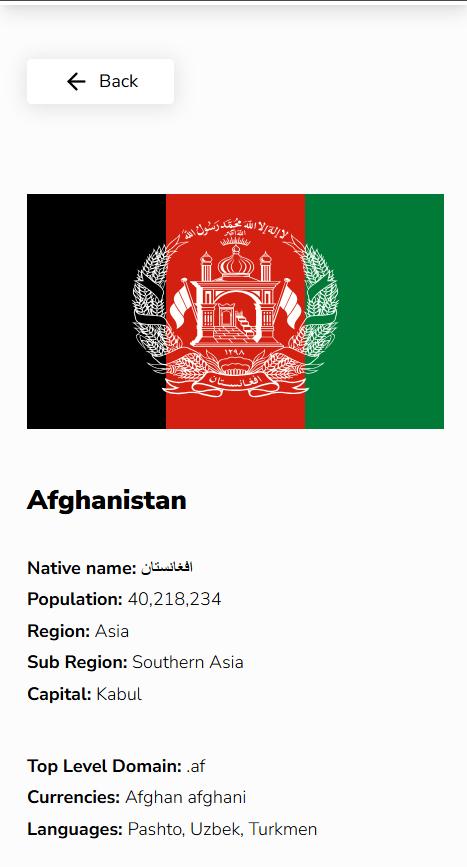 Back
لا إله إلا الله محمد رسول الله
الله أكبر
١٢٩٨
افغانستان
Afghanistan
Native name: افغانستان
Population: 40,218,234
Region: Asia
Sub Region: Southern Asia
Capital: Kabul
Top Level Domain: .af
Currencies: Afghan afghani
Languages: Pashto, Uzbek, Turkmen